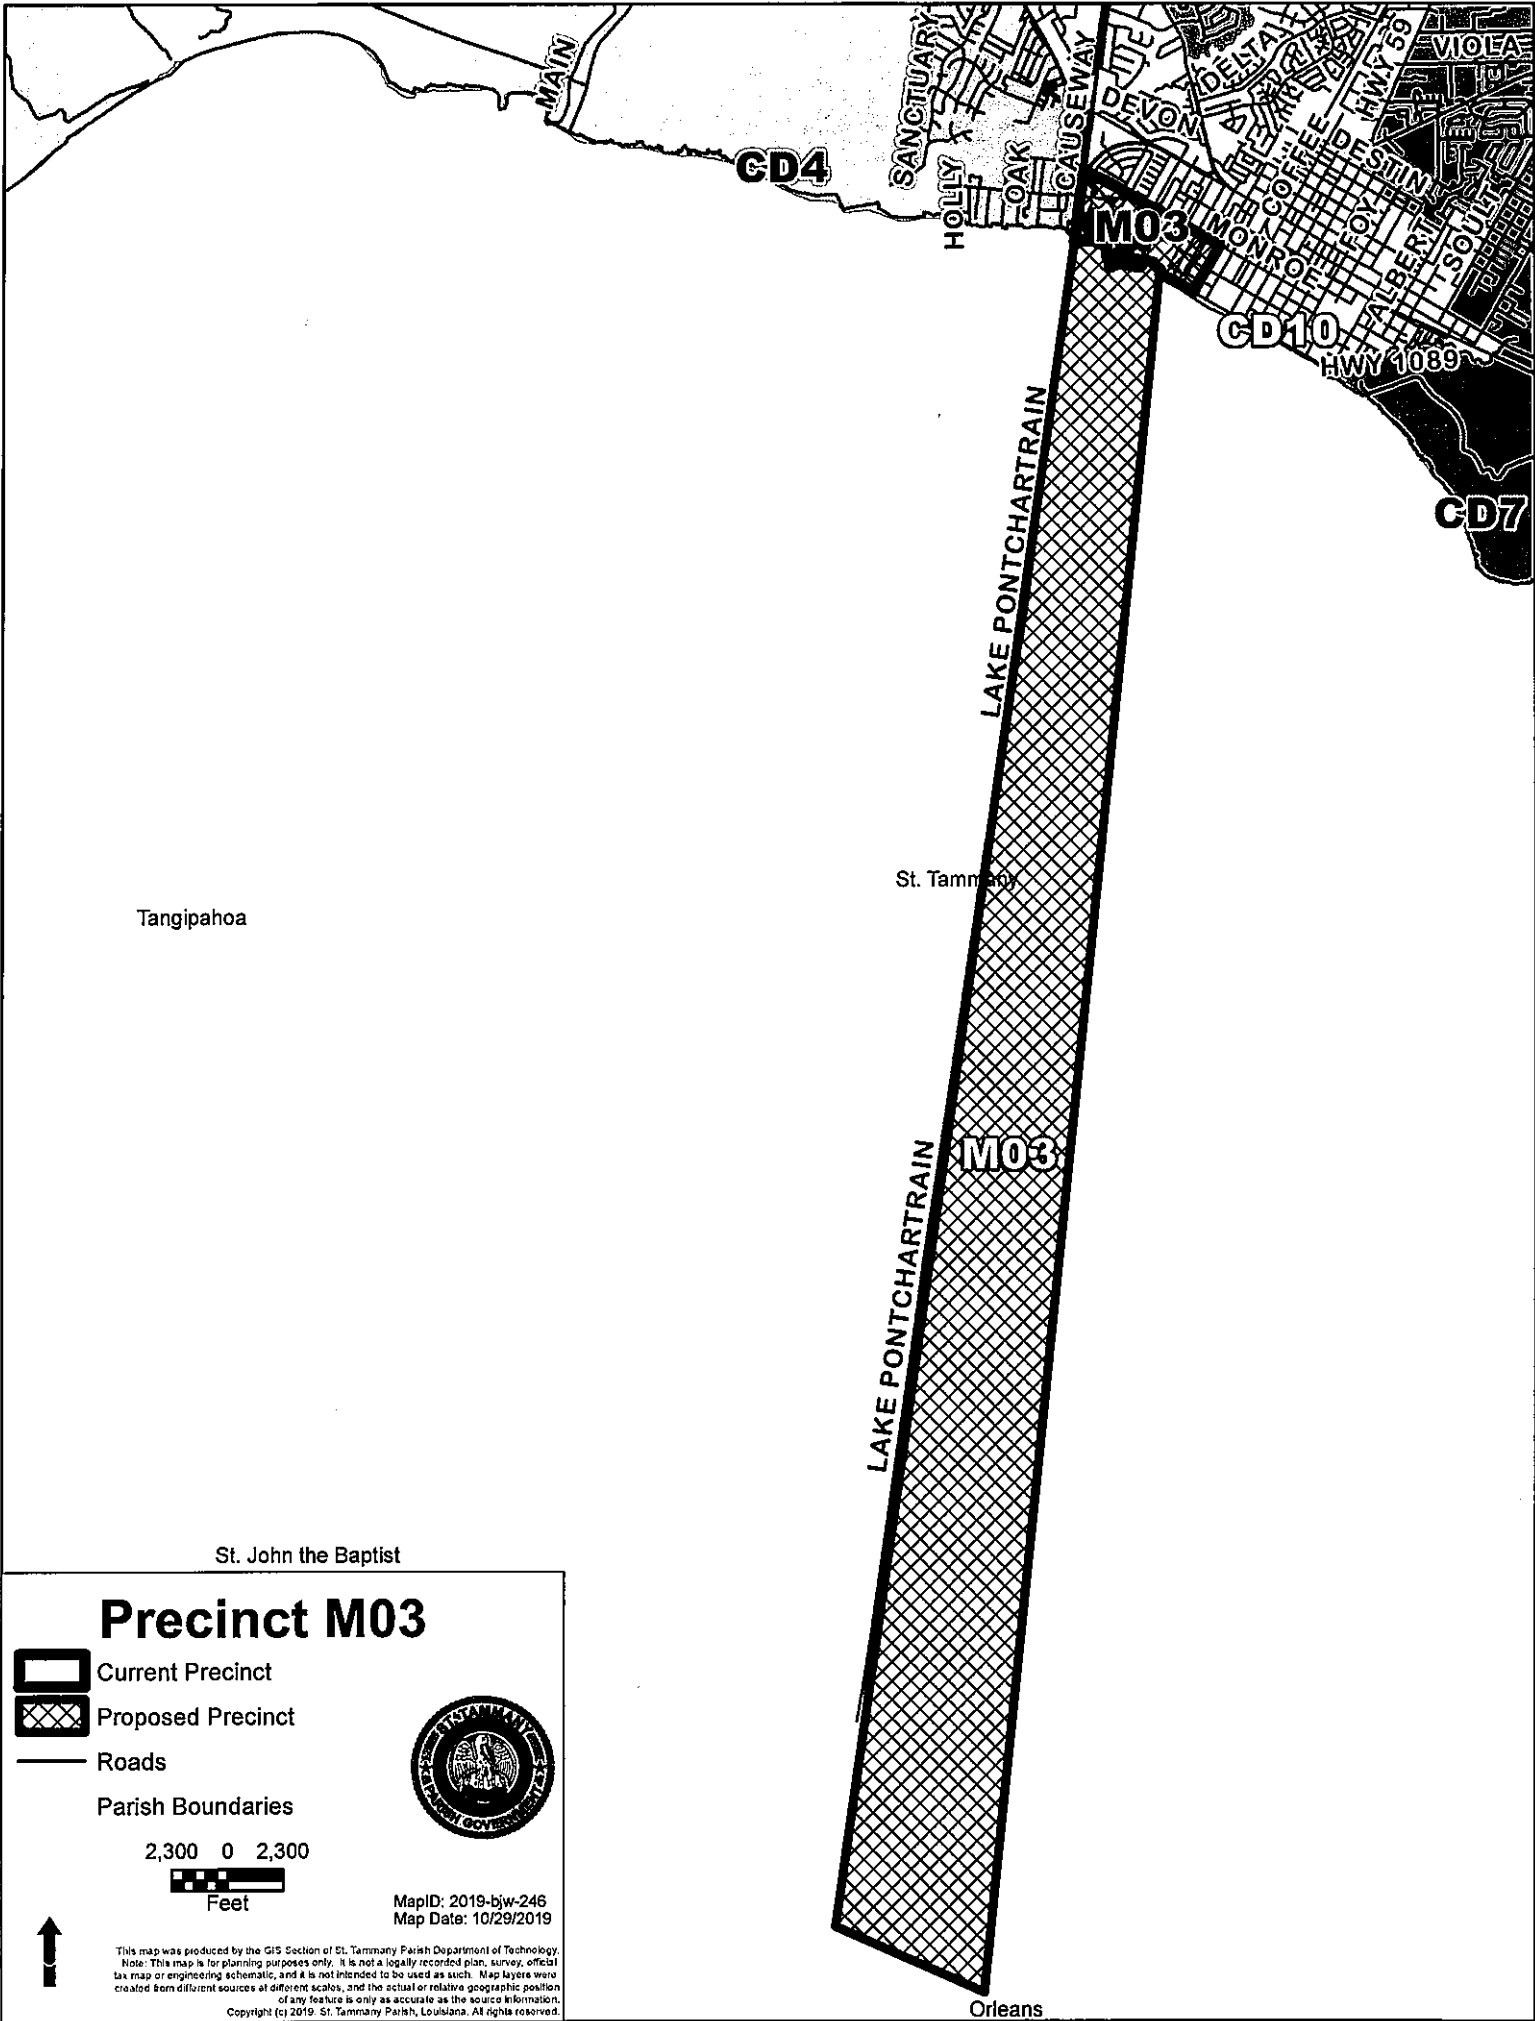 MAIN
SANCTUARY
HOLLY
OAK
CAUSEWAY
DEVON
DELTA
HWY 59
VIOLA
COFFEE
DESTIN
FOY
ALBERT
SOULT
MONROE
CD4
M03
CD10
HWY 1089
CD7
LAKE PONTCHARTRAIN
St. Tammany
Tangipahoa
M03
LAKE PONTCHARTRAIN
St. John the Baptist
Precinct M03
Current Precinct
Proposed Precinct
Roads
Parish Boundaries
ST. TAMMANY
PARISH GOVERNMENT
2,300 0 2,300
Feet
MapID: 2019-bjw-246
Map Date: 10/29/2019
This map was produced by the GIS Section of St. Tammany Parish Department of Technology.
Note: This map is for planning purposes only. It is not a legally recorded plan, survey, official
tax map or engineering schematic, and it is not intended to be used as such. Map layers were
created from different sources at different scales, and the actual or relative geographic position
of any feature is only as accurate as the source information.
Copyright (c) 2019. St. Tammany Parish, Louisiana. All rights reserved.
Orleans